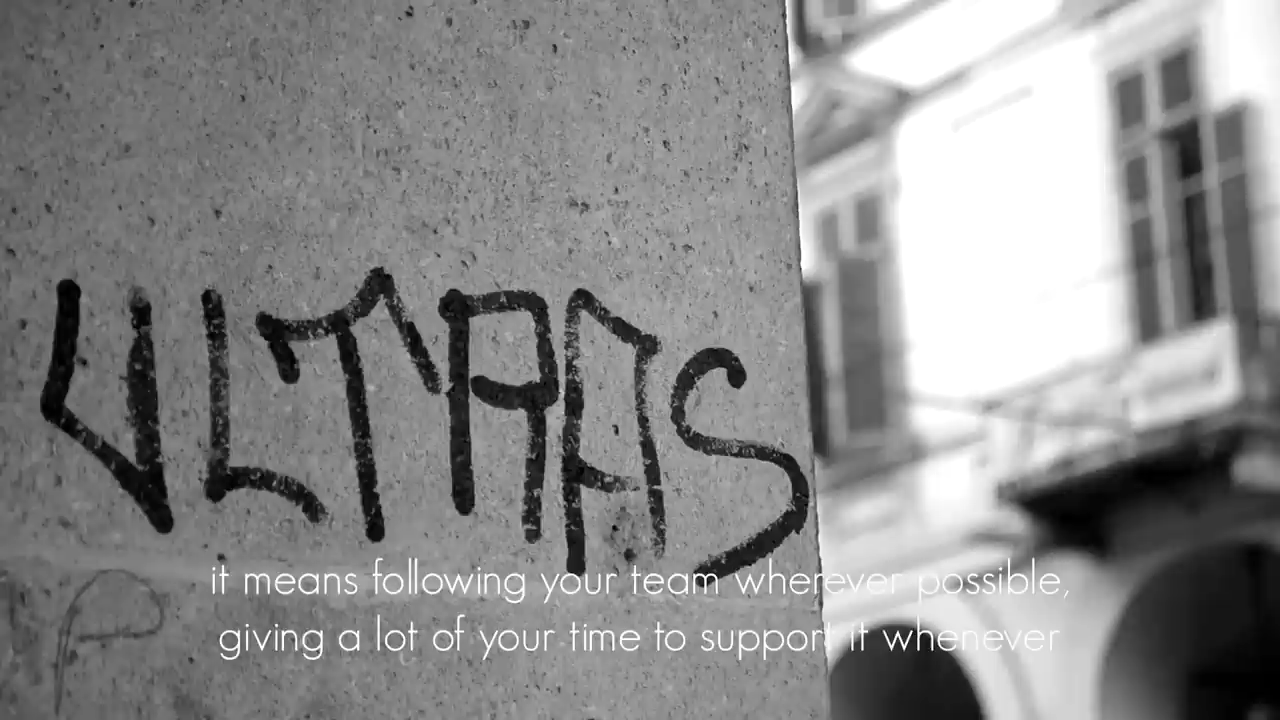 ULTRAS
P
it means following your team wherever possible,
giving a lot of your time to support it whenever